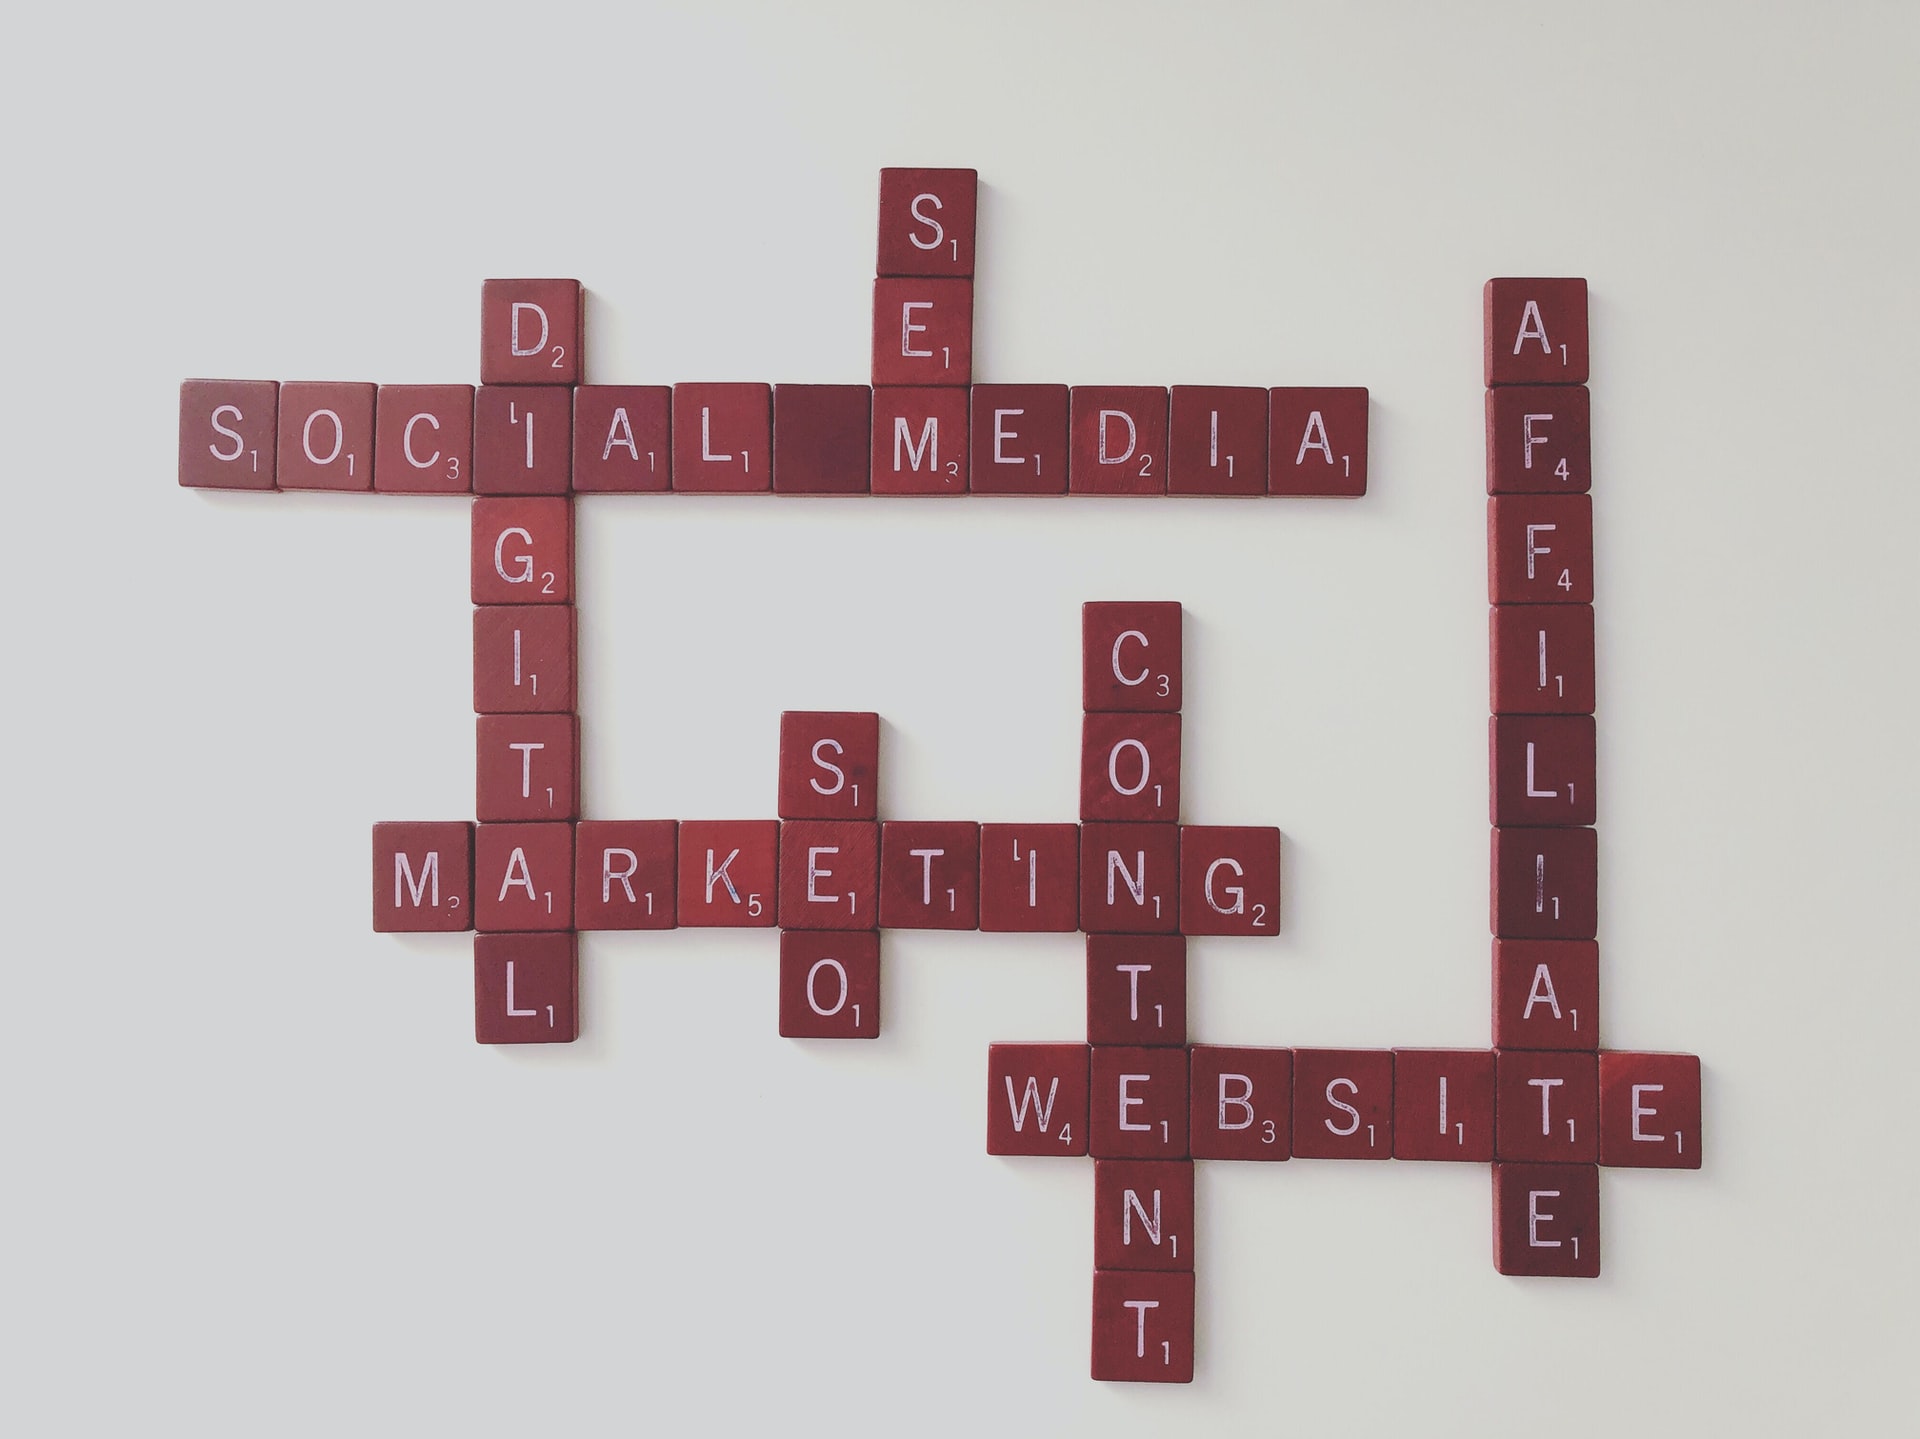 SEM
DIGITAL
SOCIAL MEDIA
AFFILIATE
CONTENT
SEO
MARKETING
WEBSITE